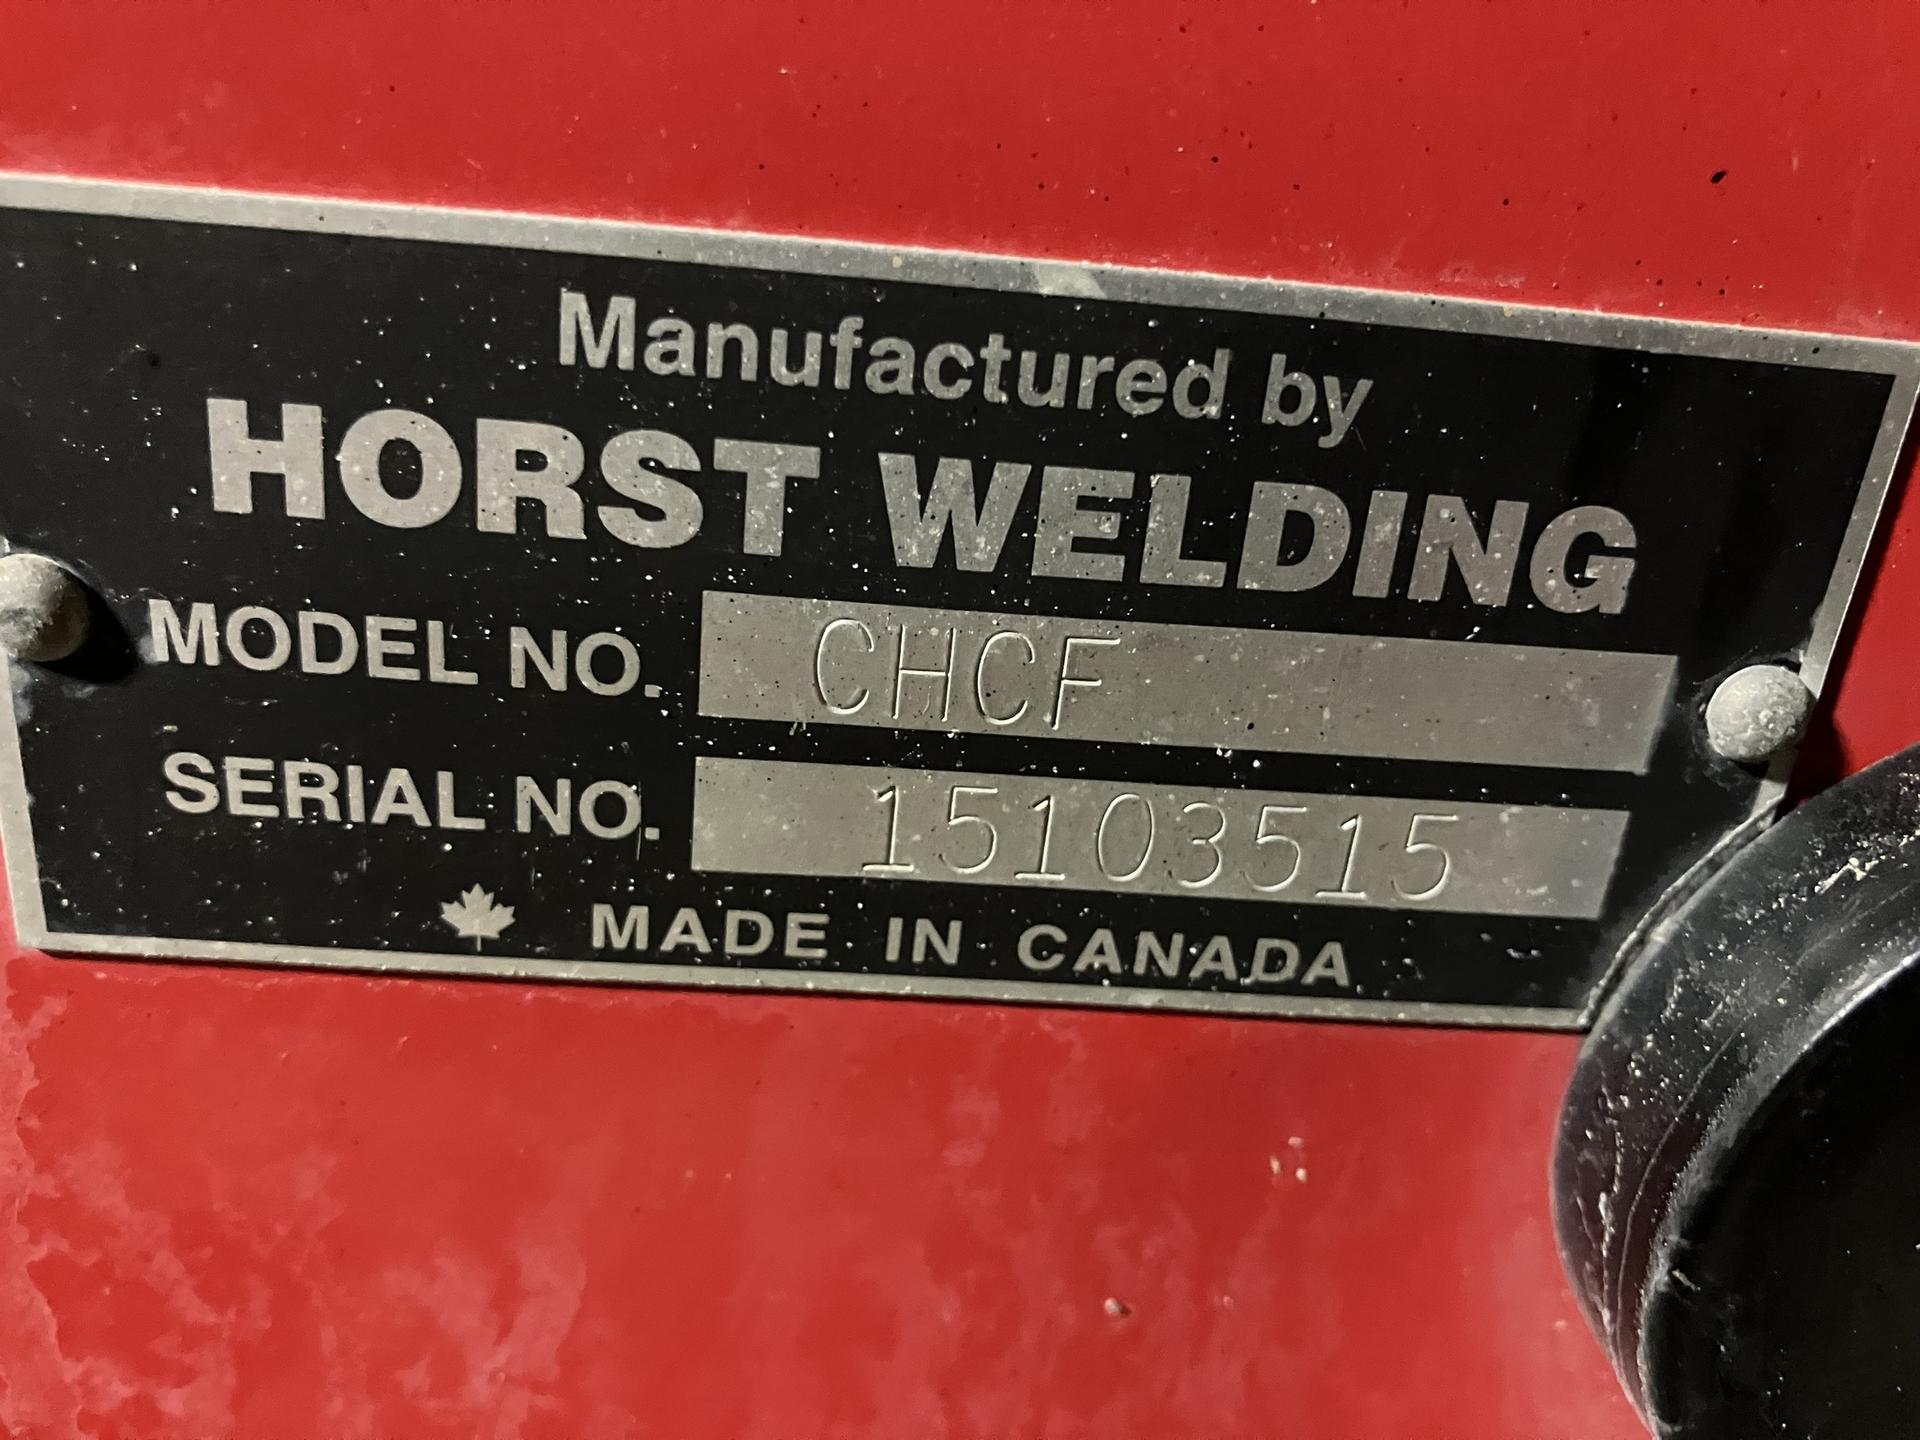 Manufactured by
HORST WELDING
MODEL NO. CHCF
SERIAL NO. 15103515
MADE IN CANADA